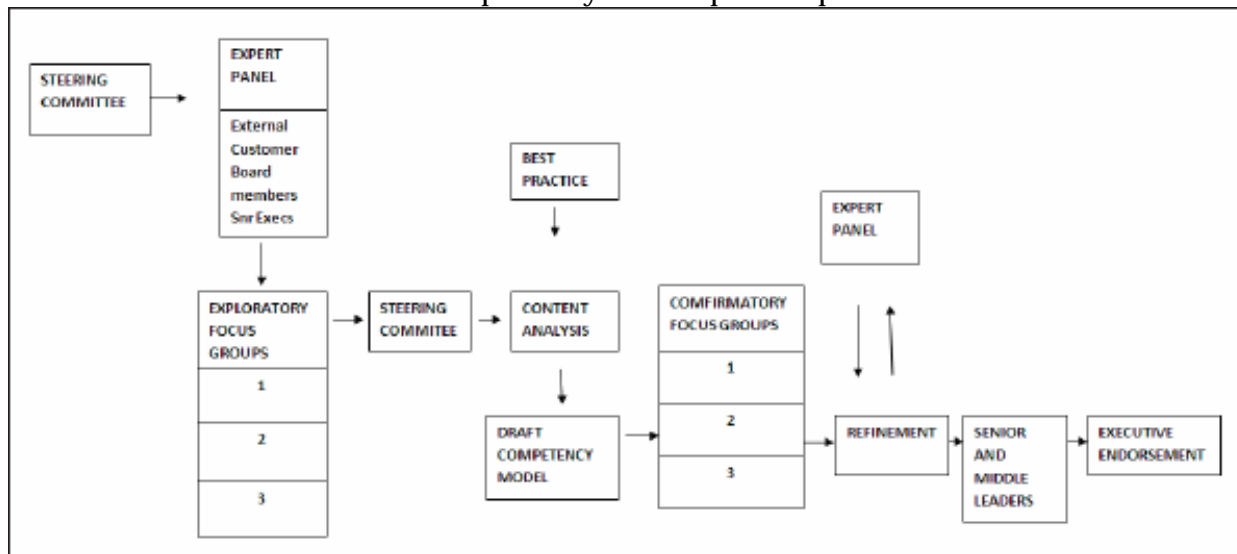 STEERING
COMMITTEE
EXPERT
PANEL
External
Customer
Board
members
Snr Execs
BEST
PRACTICE
EXPERT
PANEL
EXPLORATORY
FOCUS
GROUPS
1
2
3
STEERING
COMMITEE
CONTENT
ANALYSIS
DRAFT
COMPETENCY
MODEL
COMFIRMATORY
FOCUS GROUPS
1
2
3
REFINEMENT
SENIOR
AND
MIDDLE
LEADERS
EXECUTIVE
ENDORSEMENT